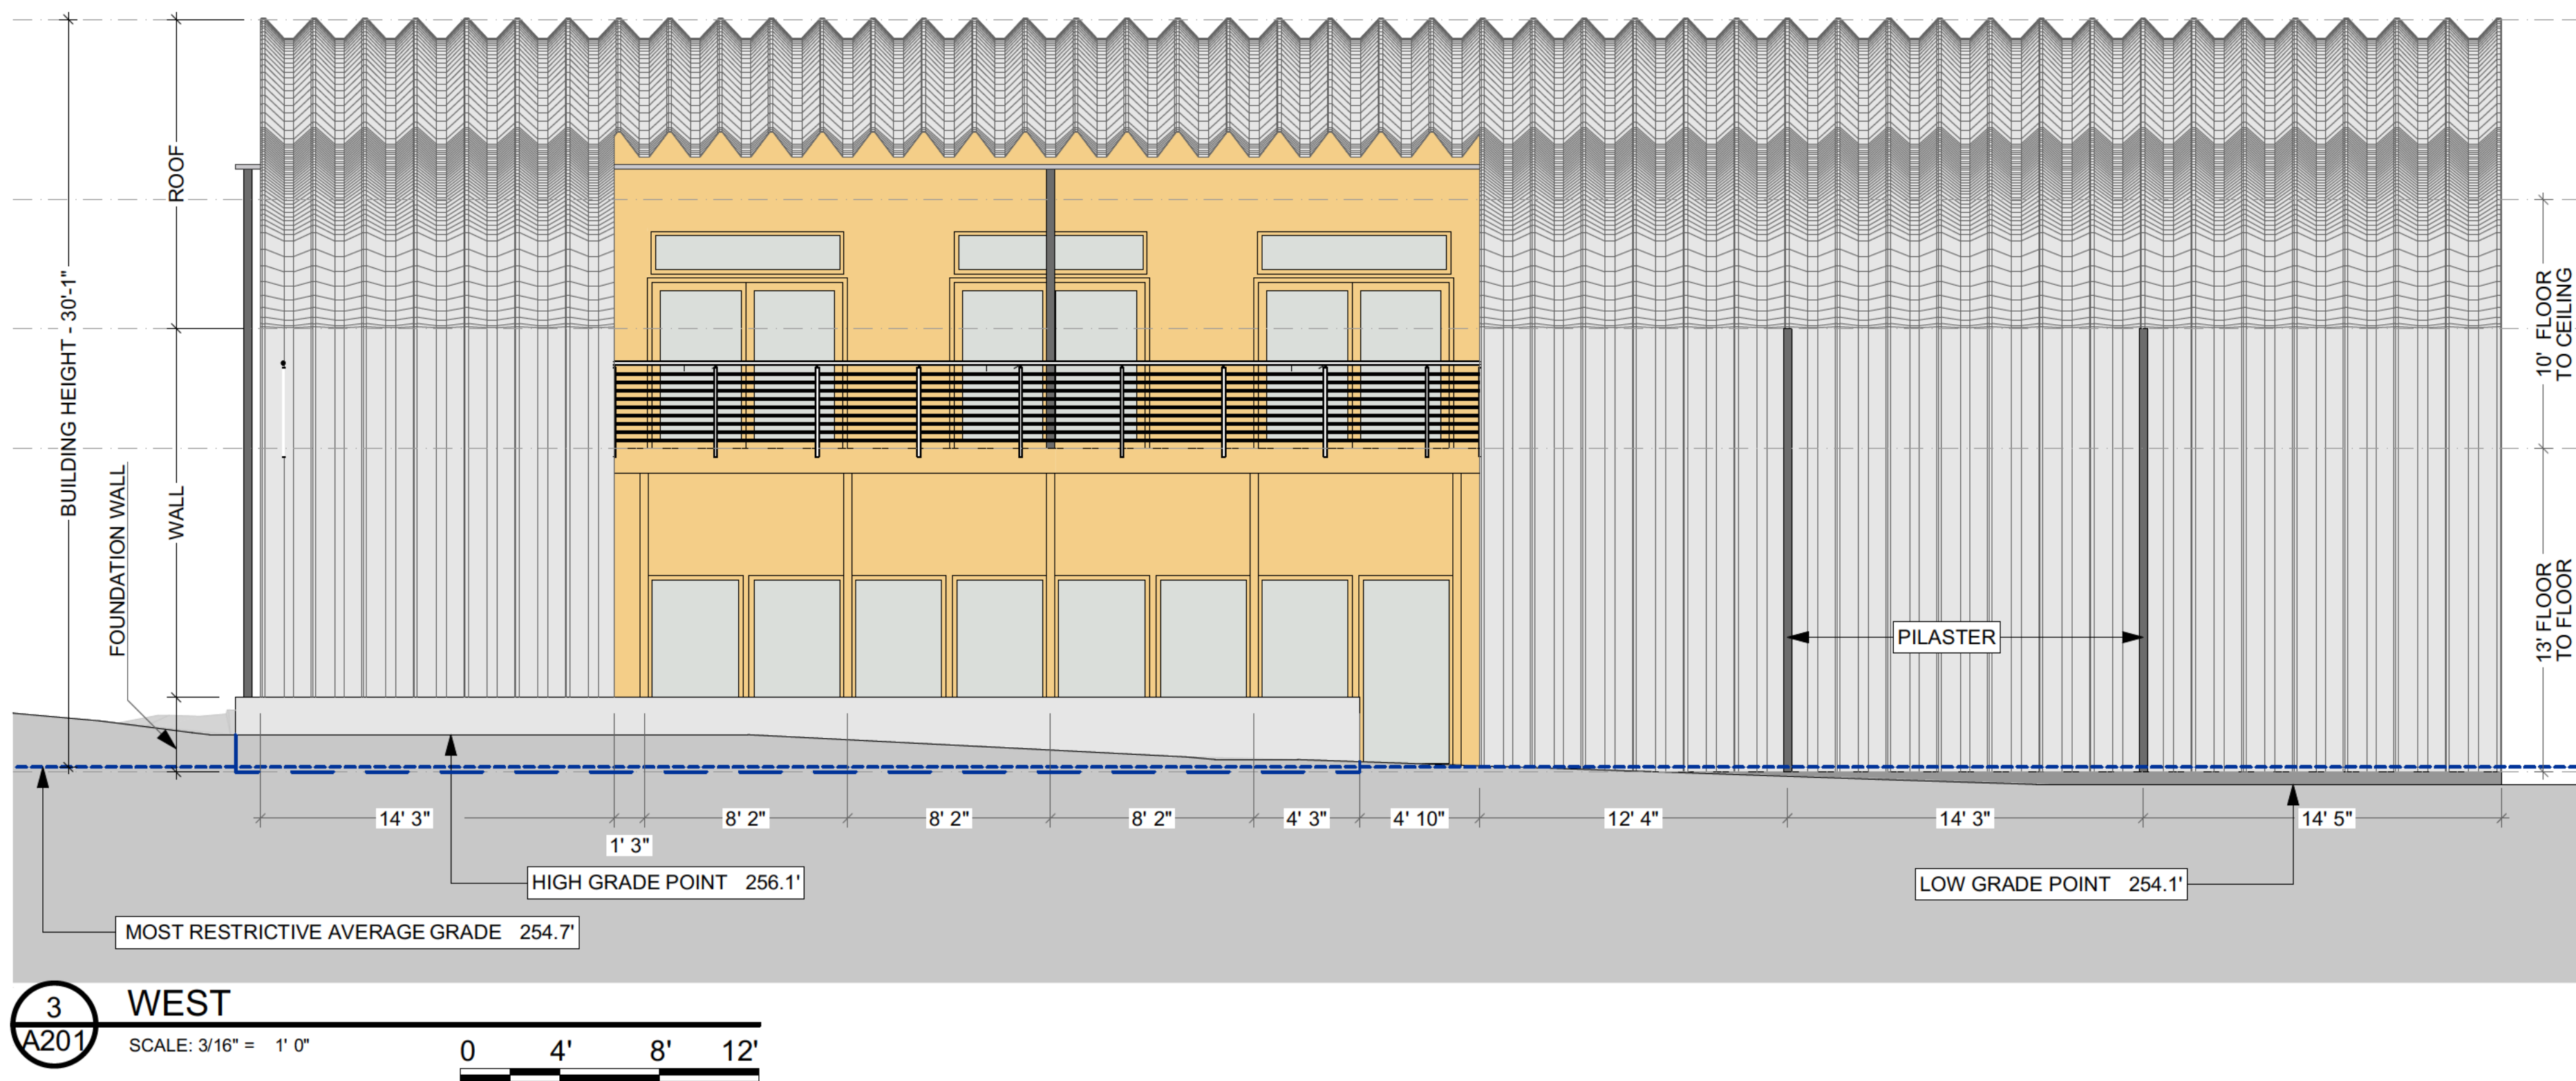 BUILDING HEIGHT - 30'-1"
ROOF
WALL
FOUNDATION WALL
10' FLOOR
TO CEILING
13' FLOOR
TO FLOOR
PILASTER
14' 3"
1' 3"
8' 2"
8' 2"
8' 2"
4' 3"
4' 10"
12' 4"
14' 3"
14' 5"
HIGH GRADE POINT 256.1'
LOW GRADE POINT 254.1'
MOST RESTRICTIVE AVERAGE GRADE 254.7'
3
A201
WEST
SCALE: 3/16" = 1' 0"
0 4' 8' 12'